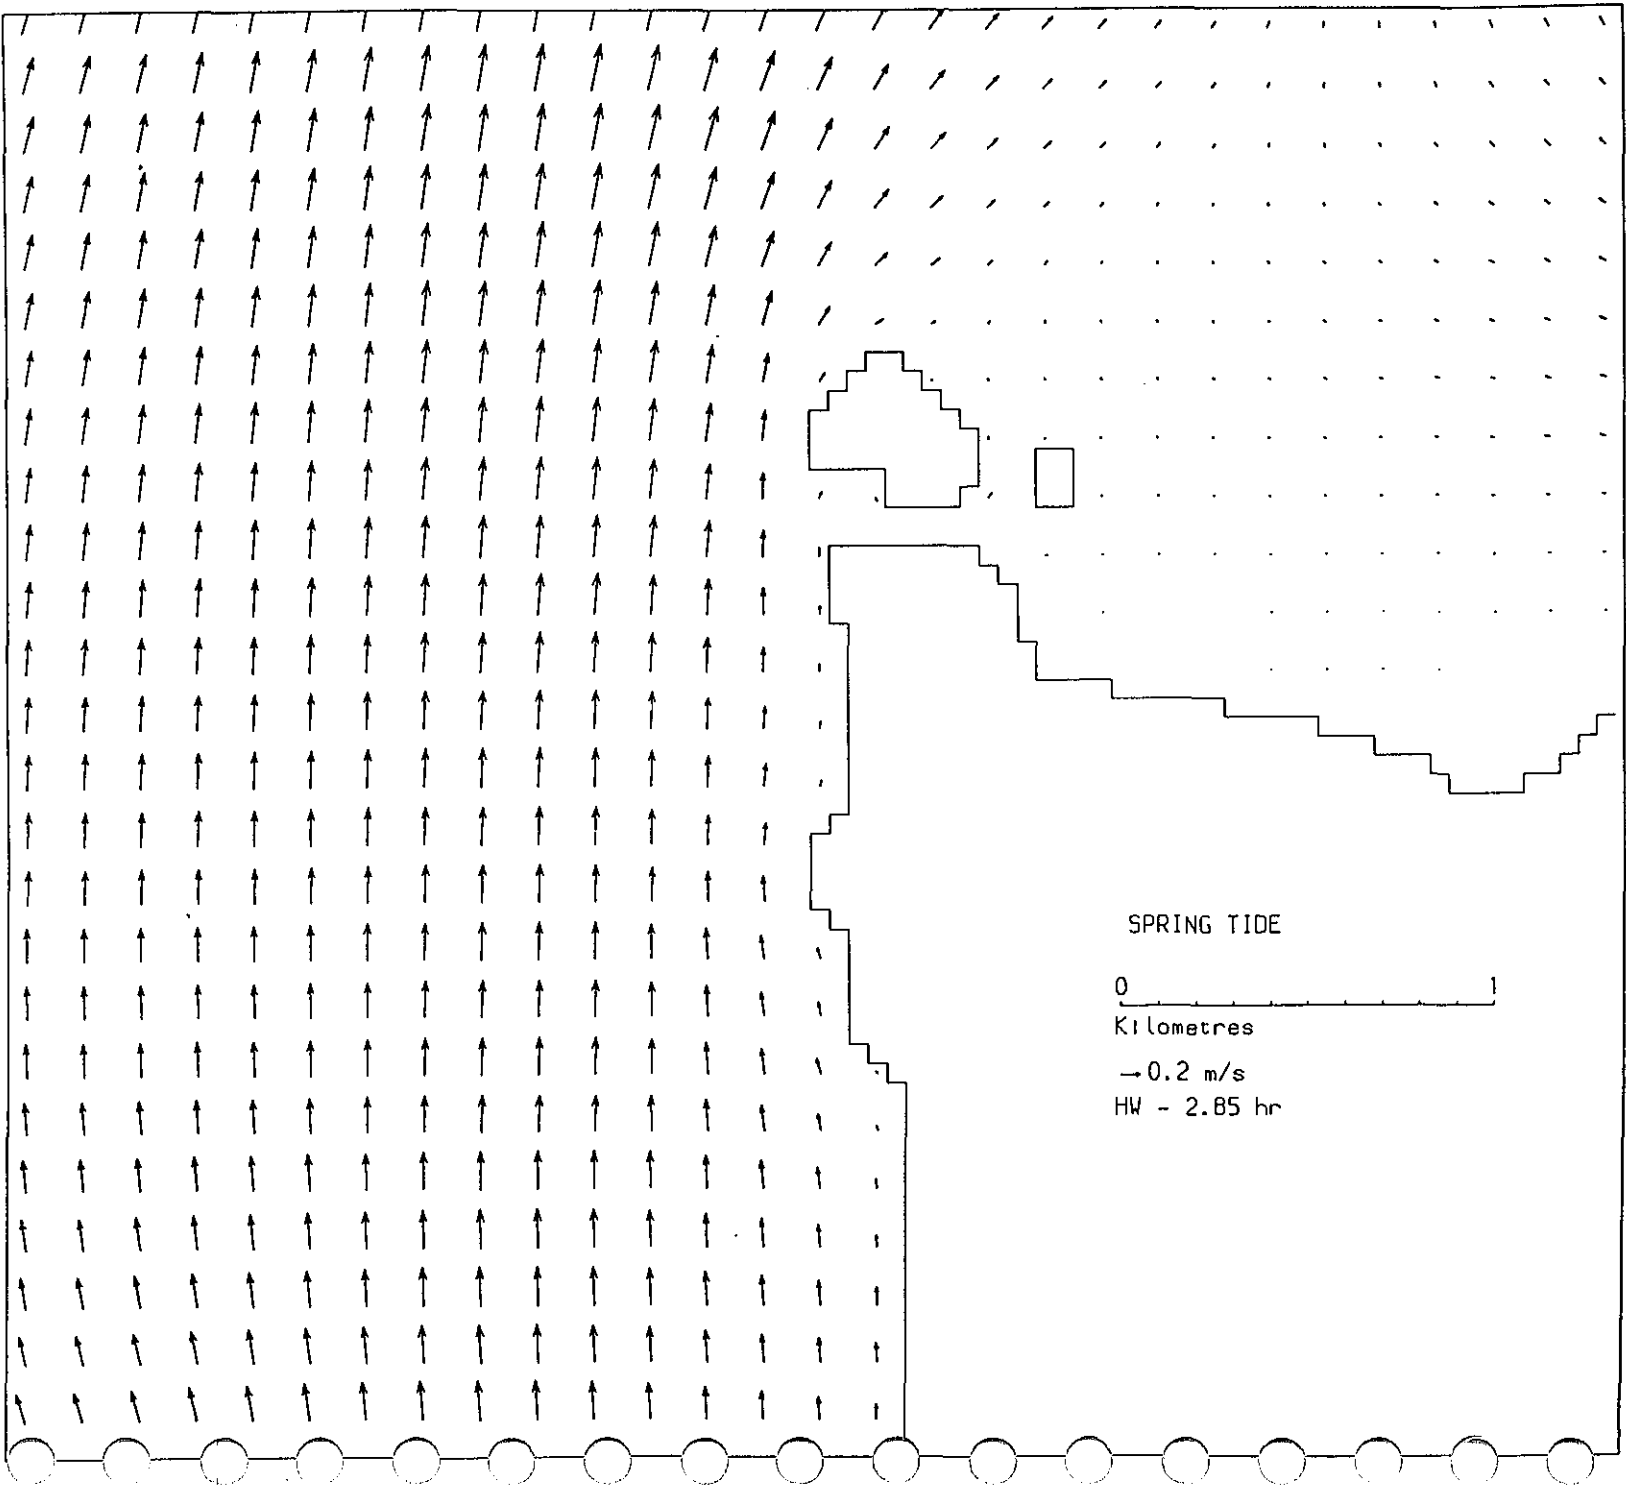 SPRING TIDE
0 1
Kilometres
→0.2 m/s
HW - 2.85 hr